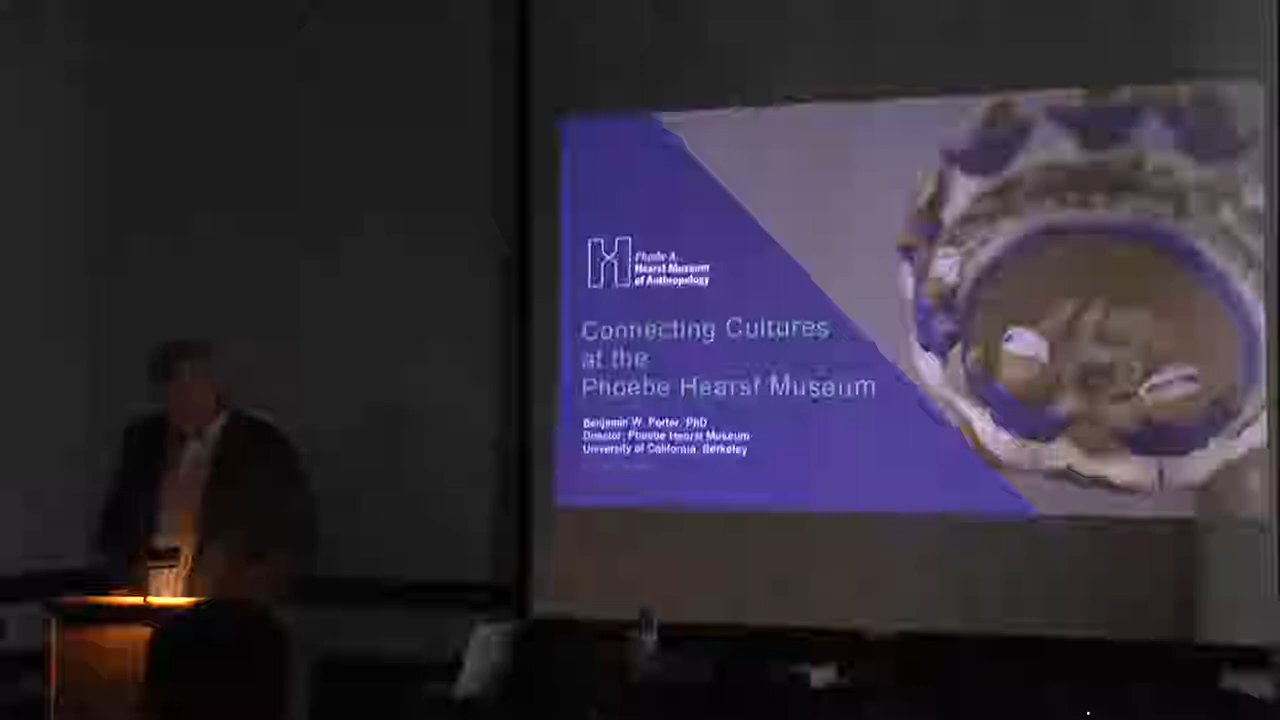 Phoebe A.
Hearst Museum
of Anthropology
Connecting Cultures
at the
Phoebe Hearst Museum
Benjamin W. Porter, PhD
Director, Phoebe Hearst Museum
University of California, Berkeley